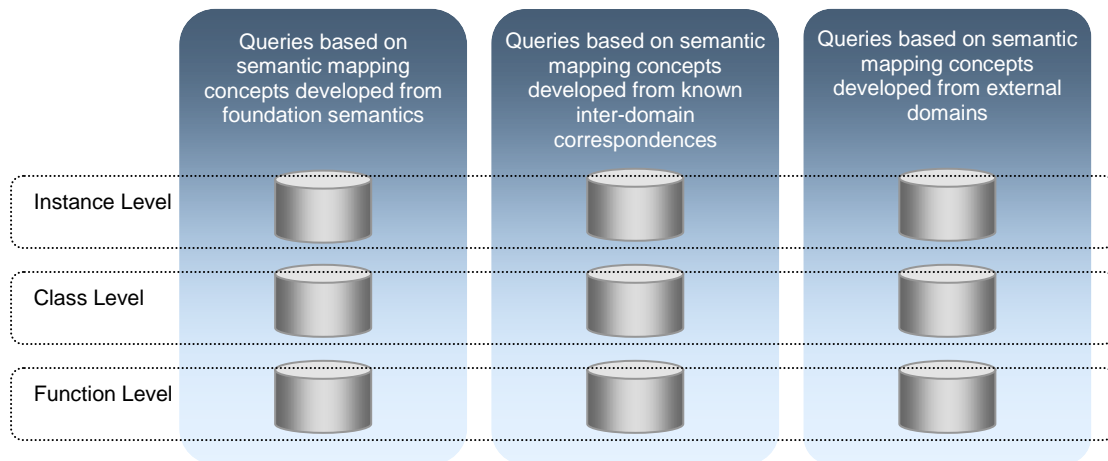 Queries based on
semantic mapping
concepts developed from
foundation semantics
Queries based on semantic
mapping concepts
developed from known
inter-domain
correspondences
Queries based on semantic
mapping concepts
developed from external
domains
Instance Level
Class Level
Function Level